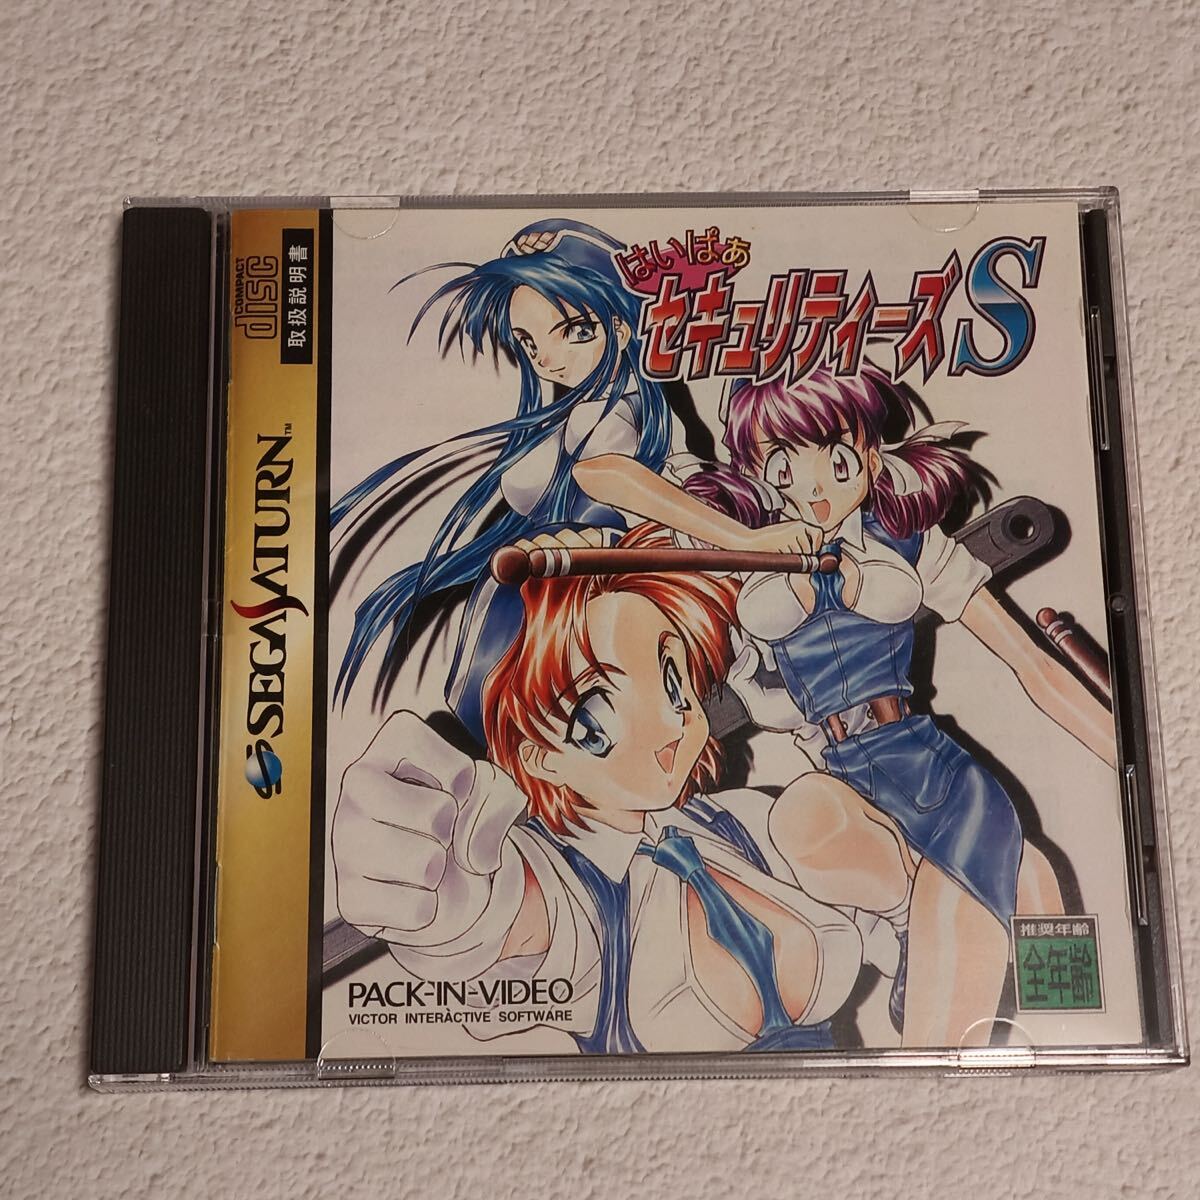 COMPACT
disc
取扱説明書
SEGA SATURN™
はいぱぁ
セキュリティーズS
PACK-IN-VIDEO
VICTOR INTERACTIVE SOFTWARE
推奨年齢
全年齢